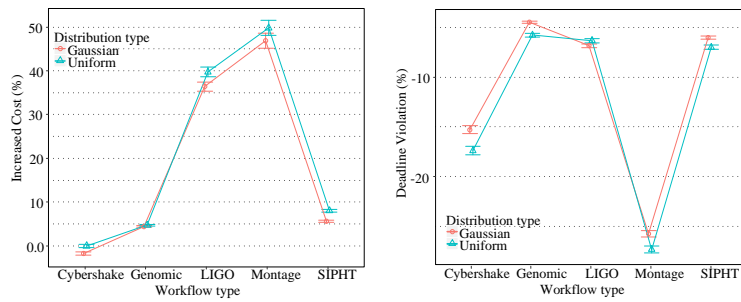 50
40
30
20
10
0.0
Increased Cost (%)
Distribution type
Gaussian
Uniform
Cybershake Genomic LIGO Montage SIPHT
Workflow type
-10
-20
Deadline Violation (%)
Distribution type
Gaussian
Uniform
Cybershake Genomic LIGO Montage SIPHT
Workflow type